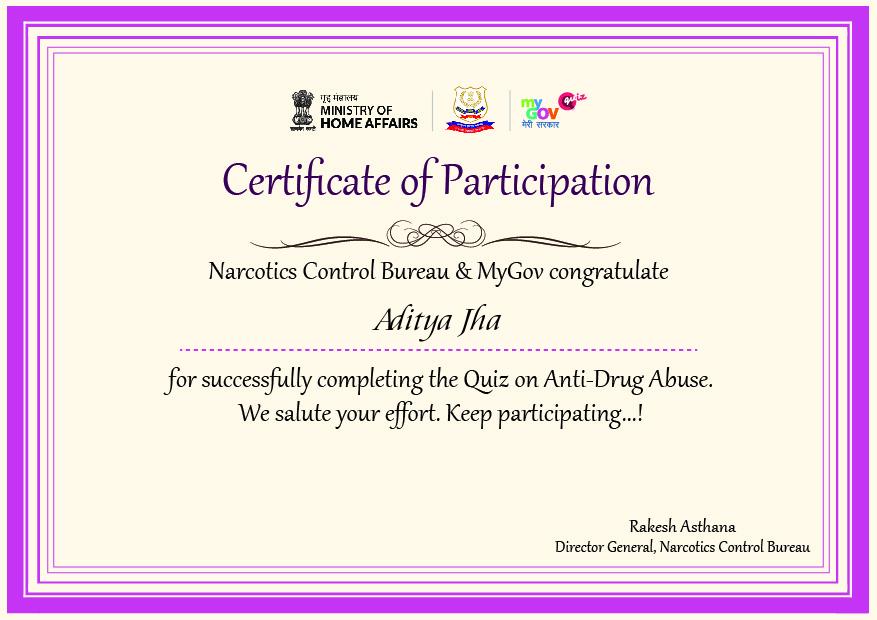 गृह मंत्रालय
MINISTRY OF
HOME AFFAIRS
सत्यमेव जयते
my
GOV
quiz
मेरी सरकार
Certificate of Participation
Narcotics Control Bureau & MyGov congratulate
Aditya Jha
for successfully completing the Quiz on Anti-Drug Abuse.
We salute your effort. Keep participating...!
Rakesh Asthana
Director General, Narcotics Control Bureau